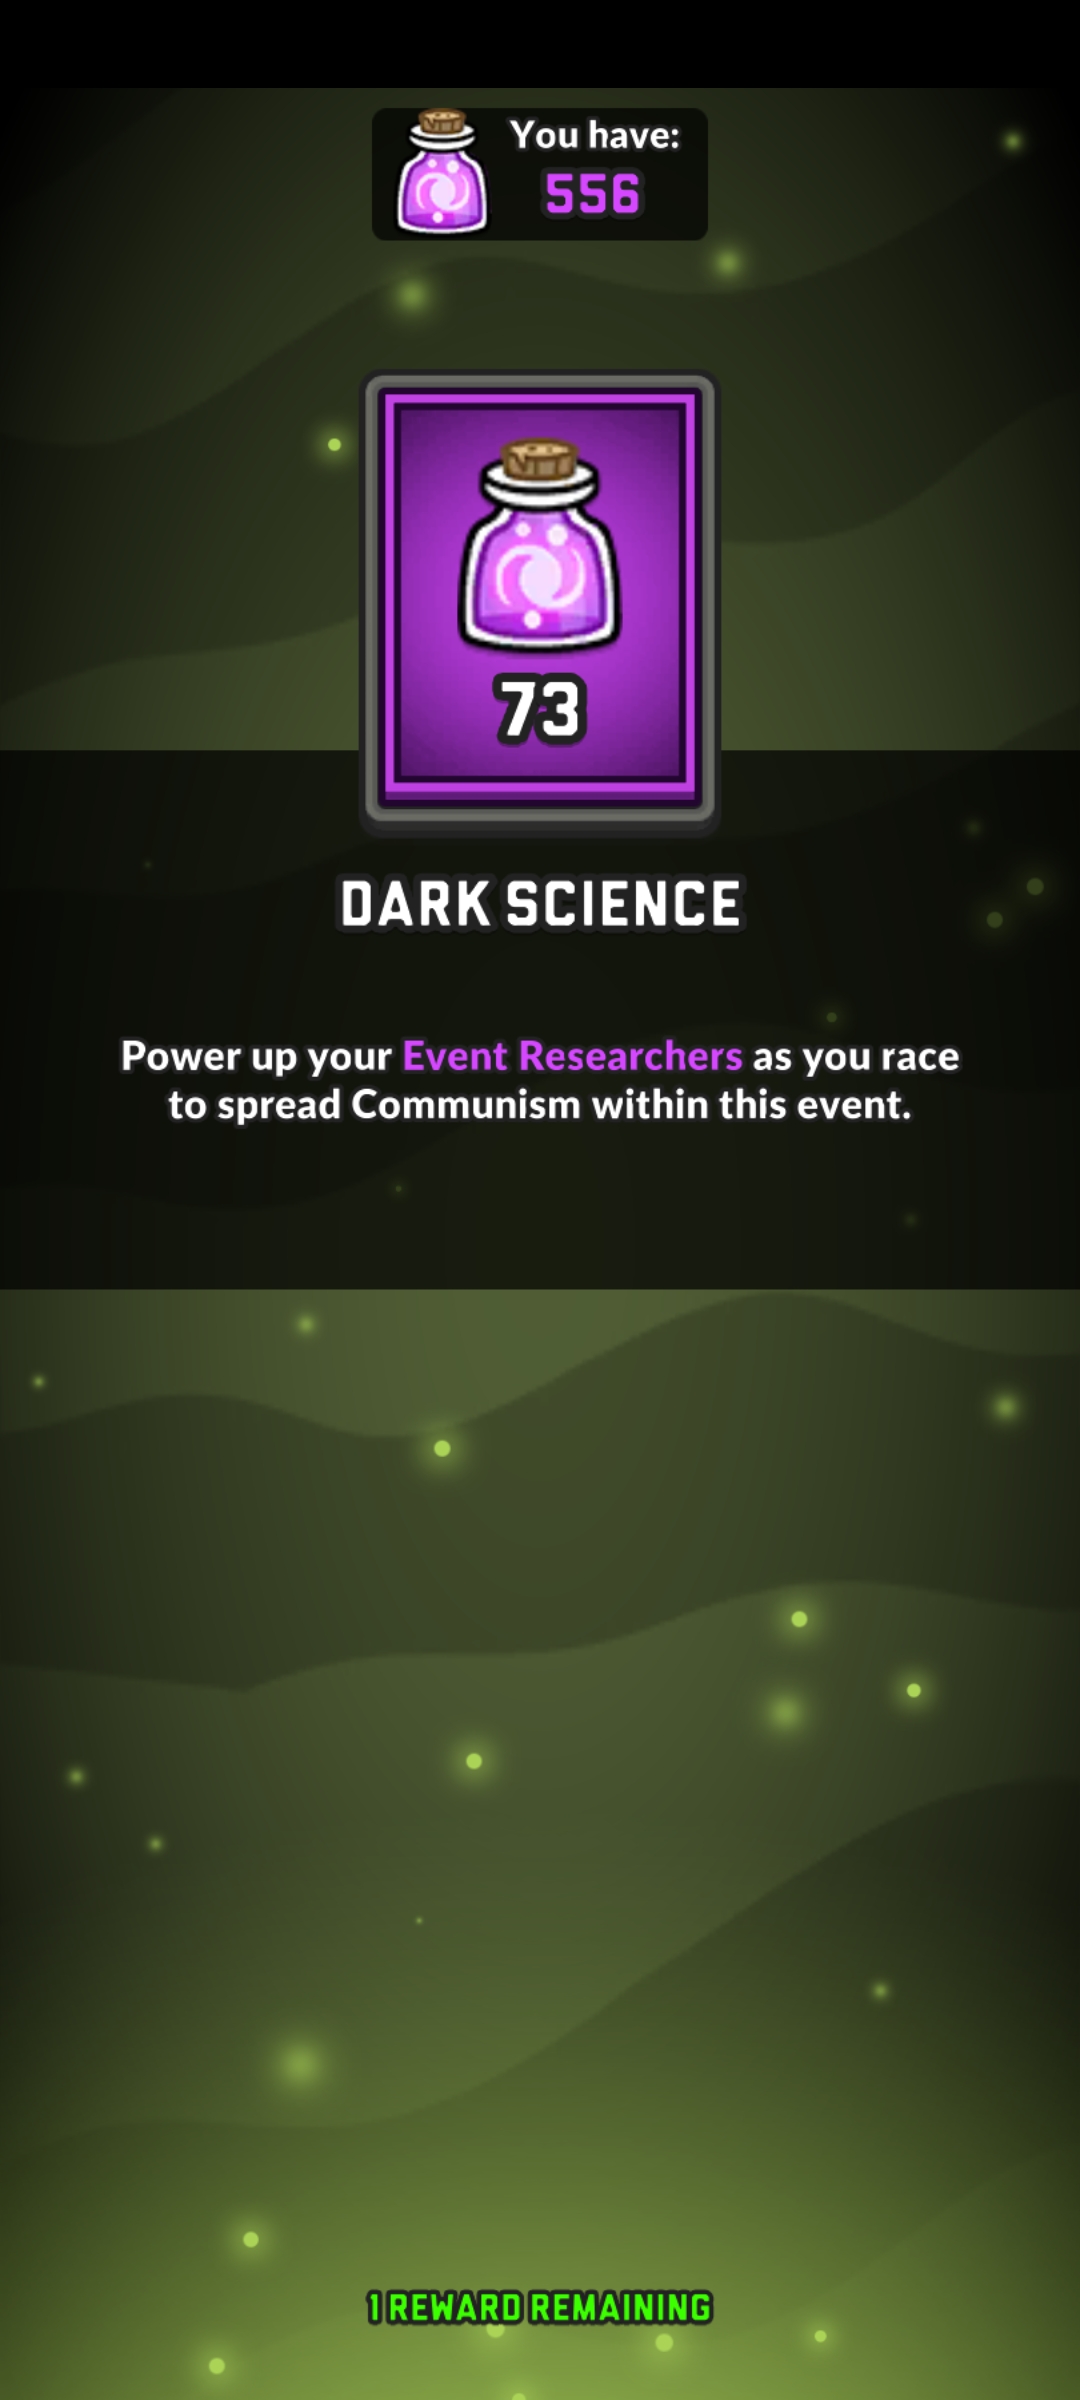 You have:
556
73
DARK SCIENCE
Power up your Event Researchers as you race
to spread Communism within this event.
1 REWARD REMAINING